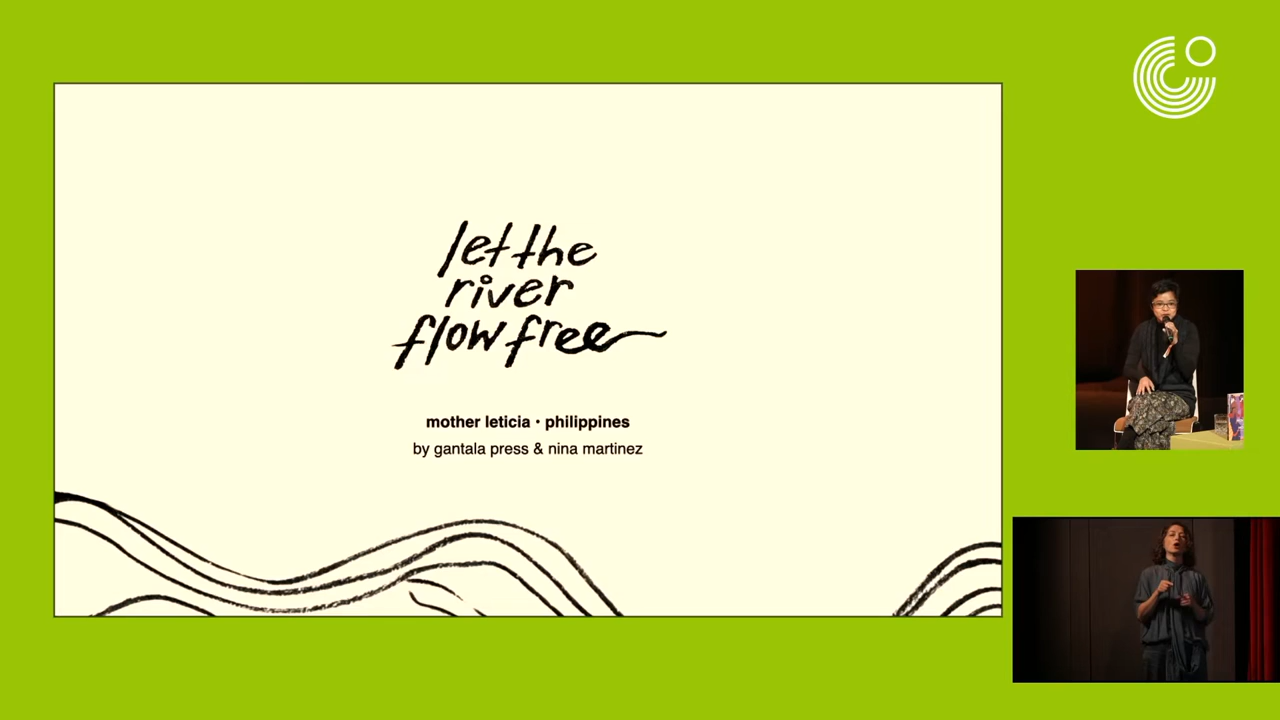 let the
river
flow free
mother leticia • philippines
by gantala press & nina martinez